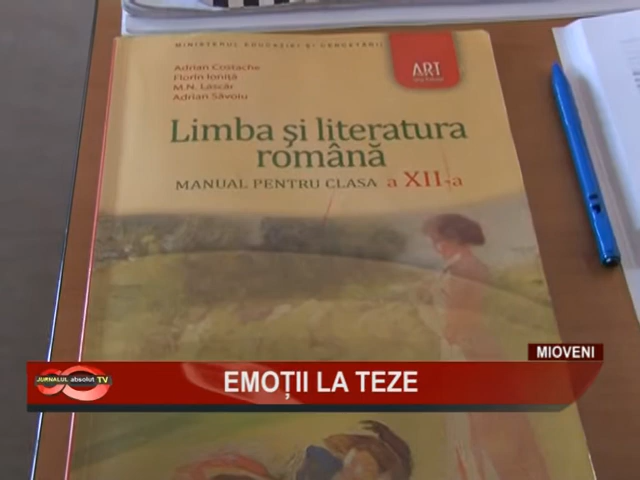 MINISTERUL EDUCAȚIEI ȘI CERCETĂRII
Adrian Costache
Florin Ioniță
M.N. Lascăr
Adrian Săvoiu
ART
Limba și literatura
română
MANUAL PENTRU CLASA a XII-a
MIOVENI
JURNALUL absolut TV
EMOȚII LA TEZE